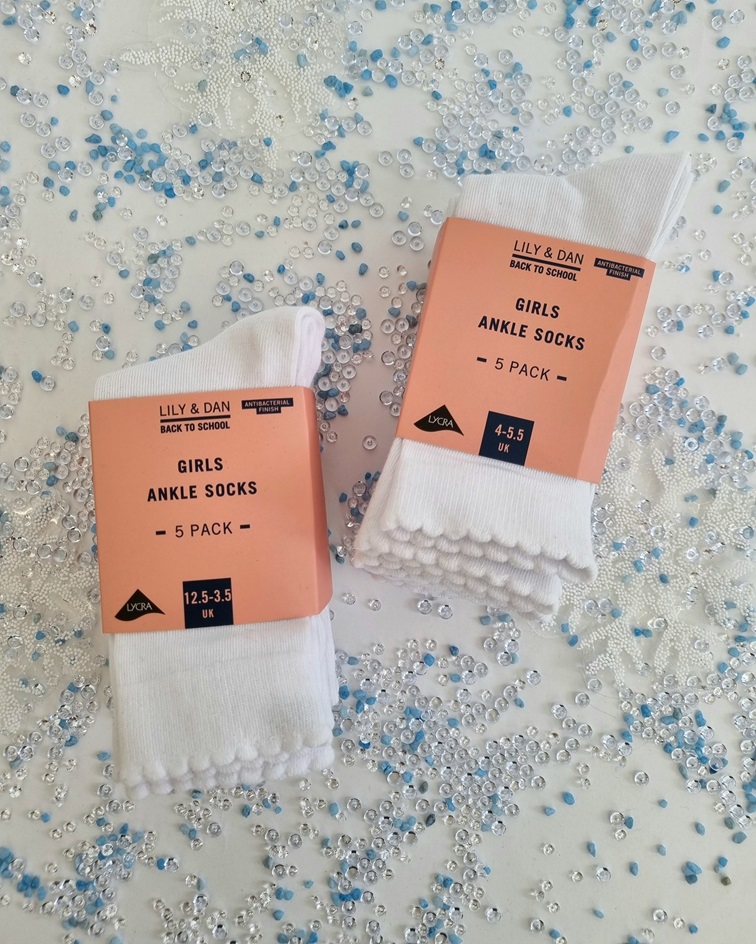 LILY & DAN
BACK TO SCHOOL
ANTIBACTERIAL
FINISH
GIRLS
ANKLE SOCKS
- 5 PACK -
LYCRA
4-5.5
UK
LILY & DAN
BACK TO SCHOOL
ANTIBACTERIAL
FINISH
GIRLS
ANKLE SOCKS
- 5 PACK -
LYCRA
12.5-3.5
UK